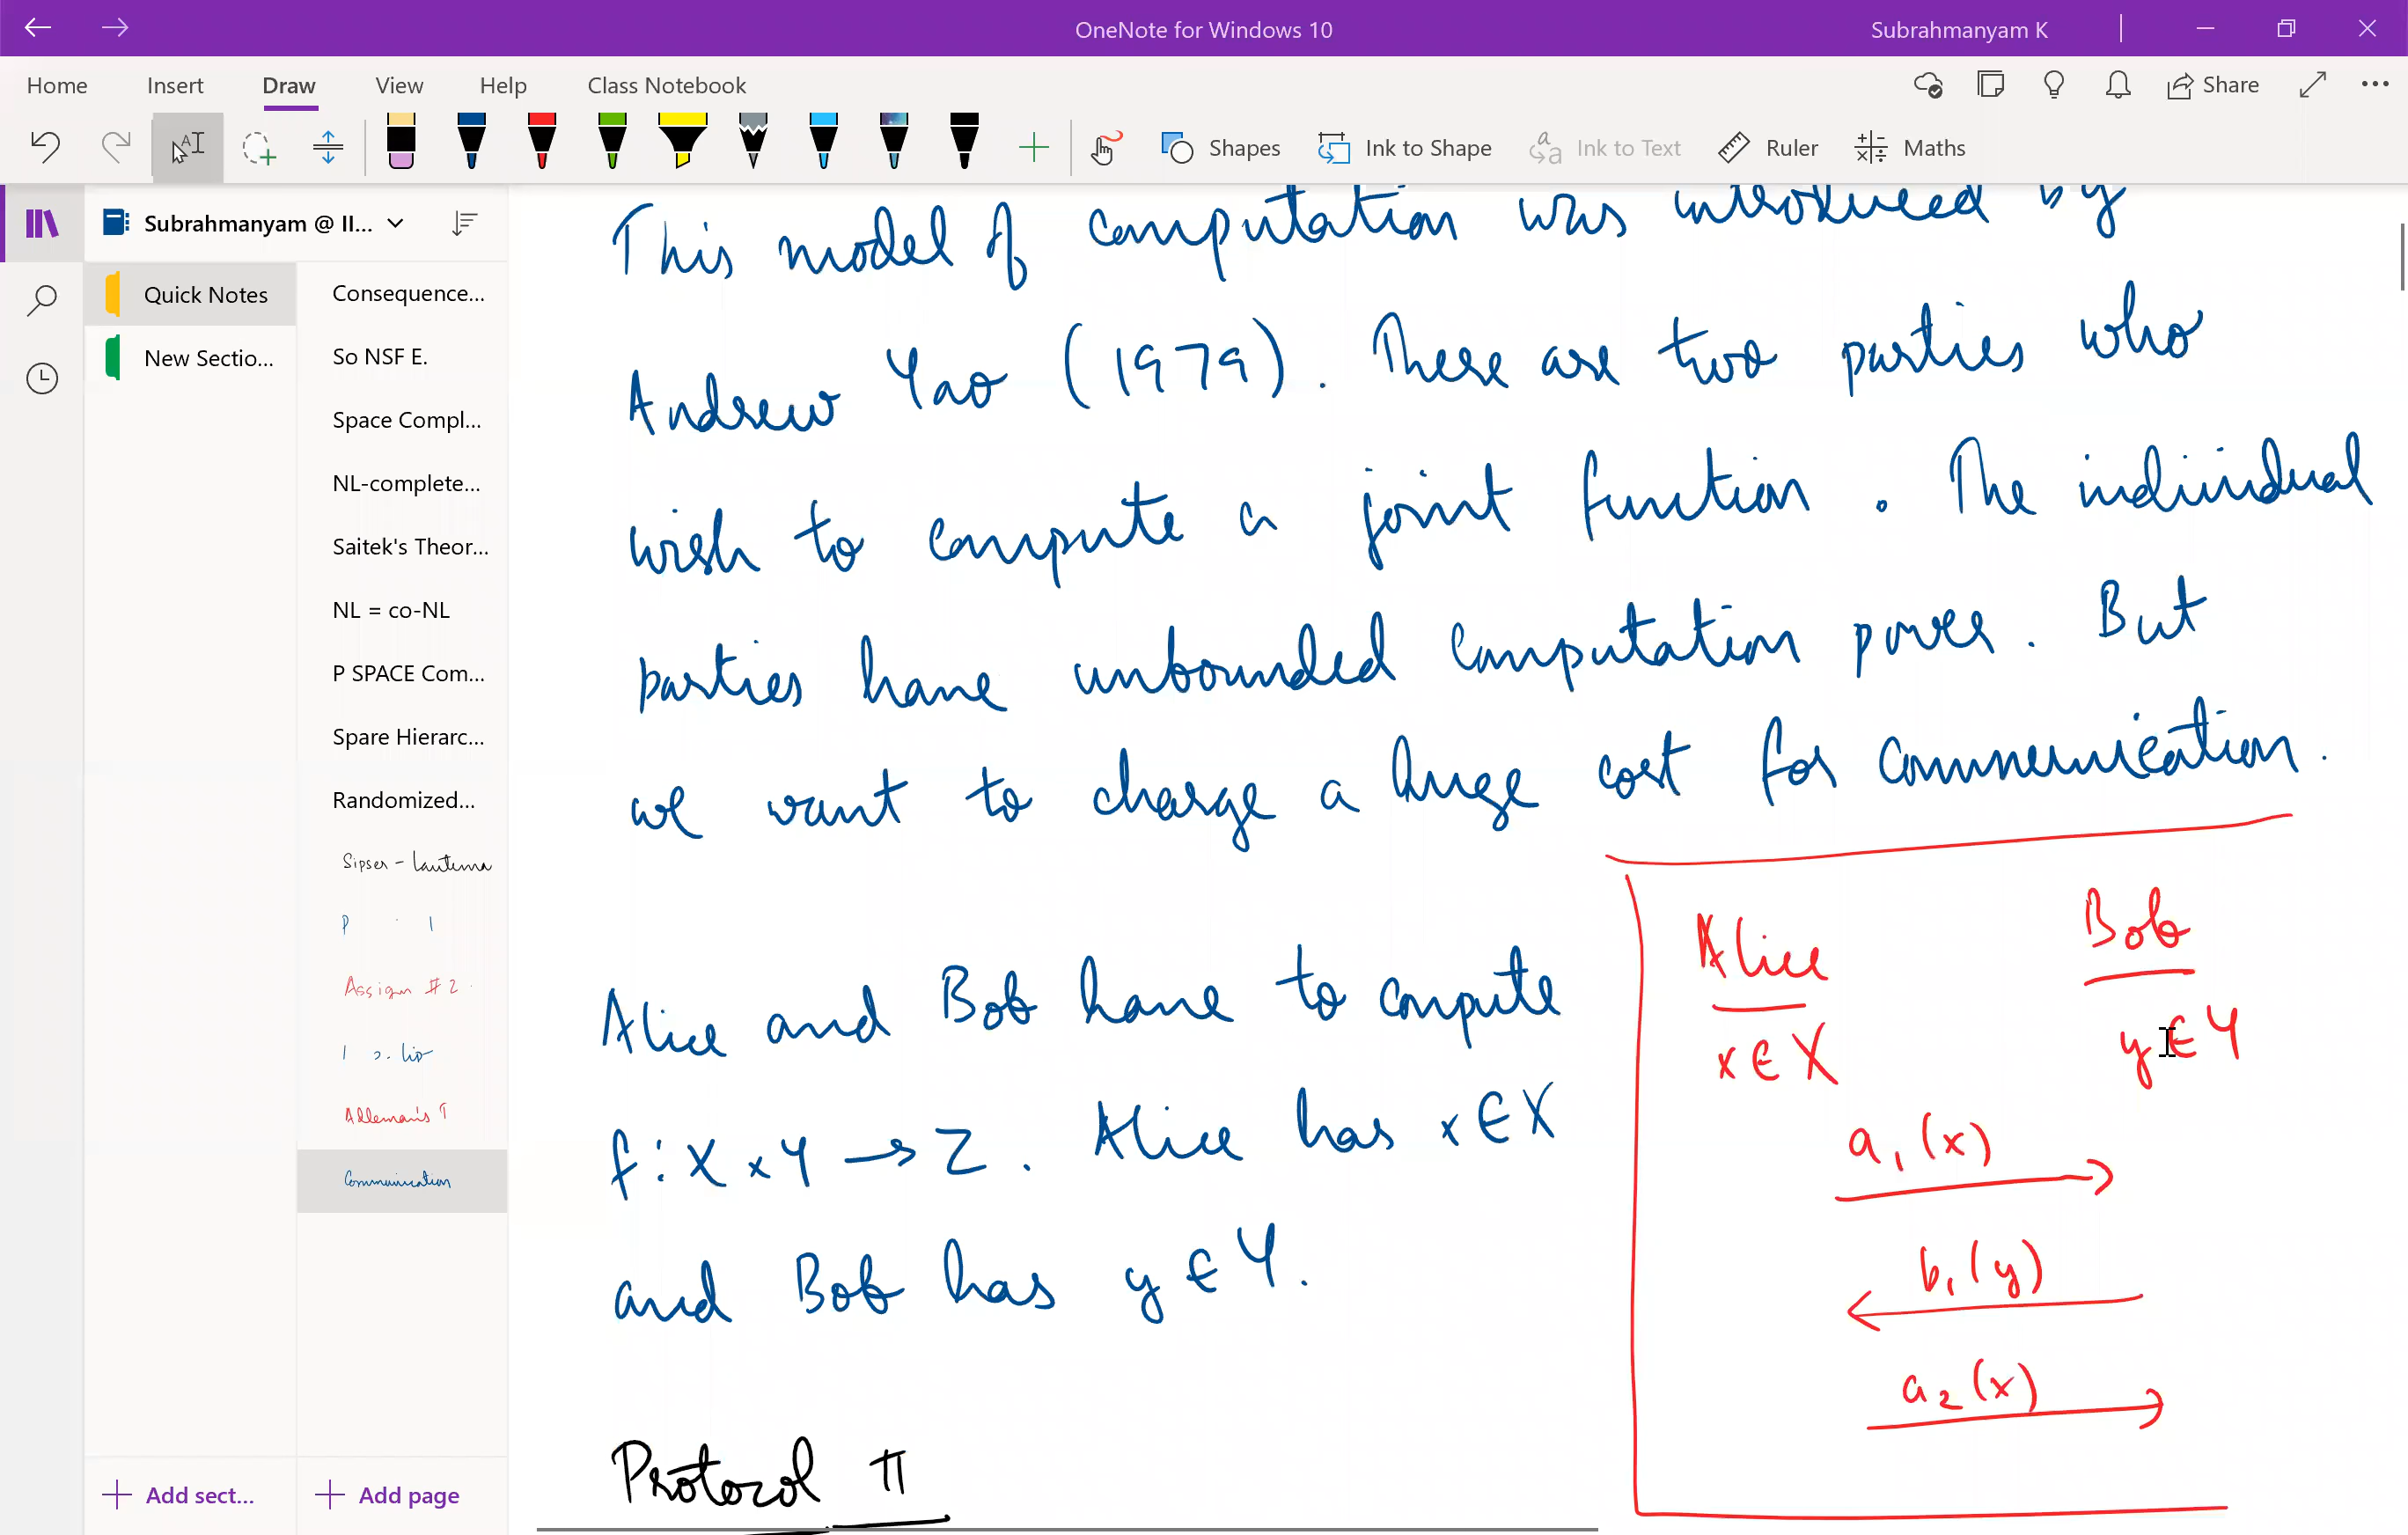 OneNote for Windows 10
Subrahmanyam K
Home Insert Draw View Help Class Notebook
Share
Shapes Ink to Shape Ink to Text Ruler Maths
Subrahmanyam @ II...
Quick Notes
New Sectio...
Consequence...
So NSF E.
Space Compl...
NL-complete...
Saitek's Theor...
NL = co-NL
P SPACE Com...
Spare Hierarc...
Randomized...
Sipser - Lautema
Assign # 2
Communication
Add sect...
Add page
This model of computation was introduced by
Andrew Yao (1979). There are two parties who
wish to compute a joint function. The individual
parties have unbounded computation power. But
we want to charge a huge cost for communication.
Alice and Bob have to compute
f : X × Y → Z. Alice has x ∈ X
and Bob has y ∈ Y.
Protocol π
Alice Bob
x ∈ X y ∈ Y
a₁(x)
b₁(y)
a₂(x)